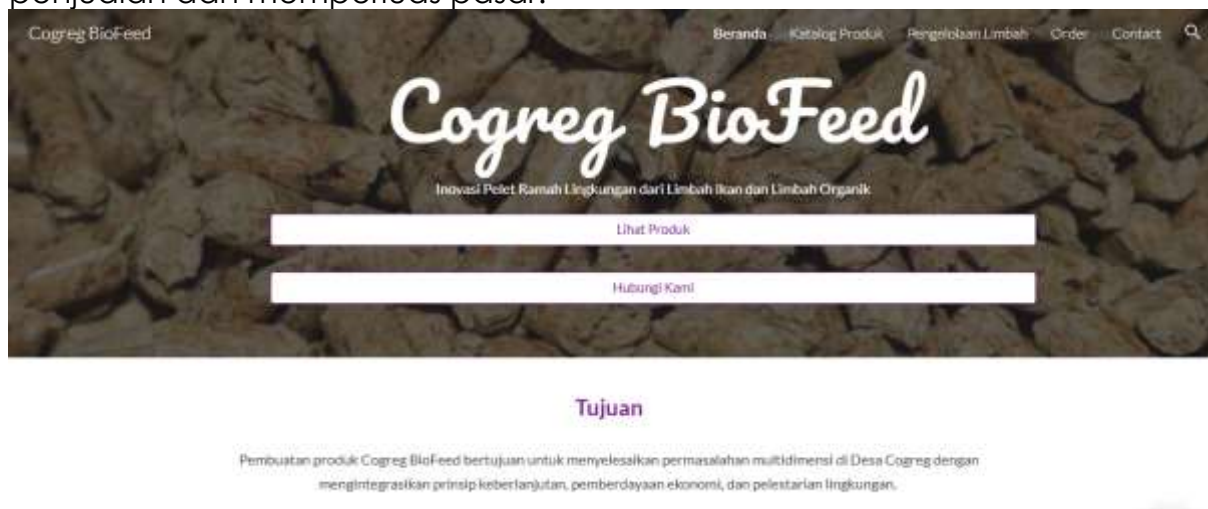 penjualan dan memperluas pasar.
Cogreg BioFeed
Beranda Katalog Produk Pengelolaan Limbah Order Contact
Cogreg BioFeed
Inovasi Pelet Ramah Lingkungan dari Limbah Ikan dan Limbah Organik
Lihat Produk
Hubungi Kami
Tujuan
Pembuatan produk Cogreg BioFeed bertujuan untuk menyelesaikan permasalahan multidimensi di Desa Cogreg dengan
mengintegrasikan prinsip keberlanjutan, pemberdayaan ekonomi, dan pelestarian lingkungan.